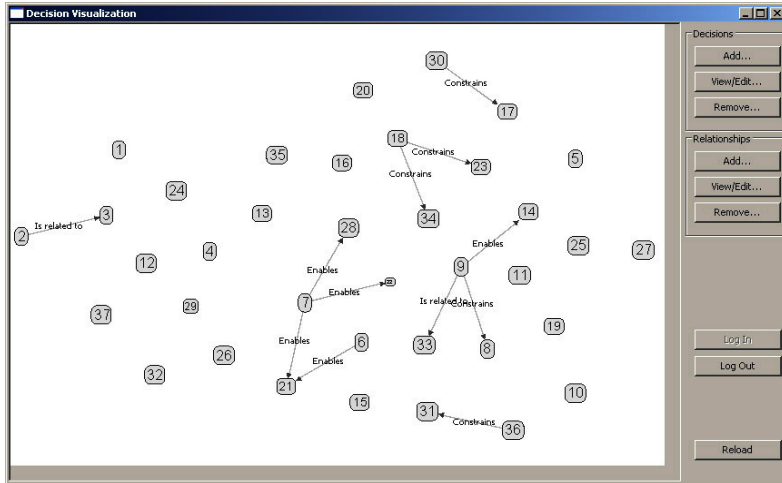 Decision Visualization
Decisions
Add...
View/Edit...
Remove...
Relationships
Add...
View/Edit...
Remove...
Log In
Log Out
Reload
30
Constrains
20
17
18
1
Constrains
35
16
23
5
Constrains
24
3
13
34
14
Is related to
28
2
Enables
4
25
27
12
9
Enables
11
22
Enables
7
29
Is related to
Constrains
37
19
Enables
6
33
8
26
Enables
32
21
10
15
31
Constrains
36